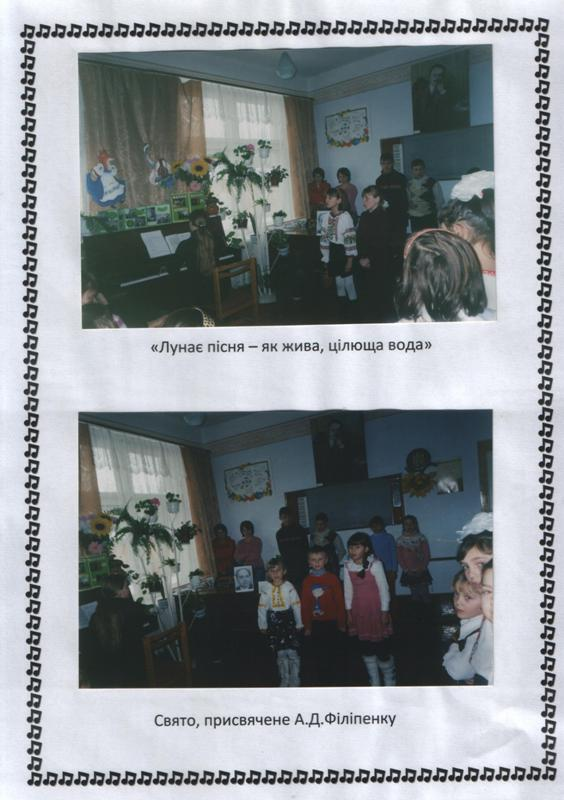 «Лунає пісня – як жива, цілюща вода»
Свято, присвячене А.Д.Філіпенку